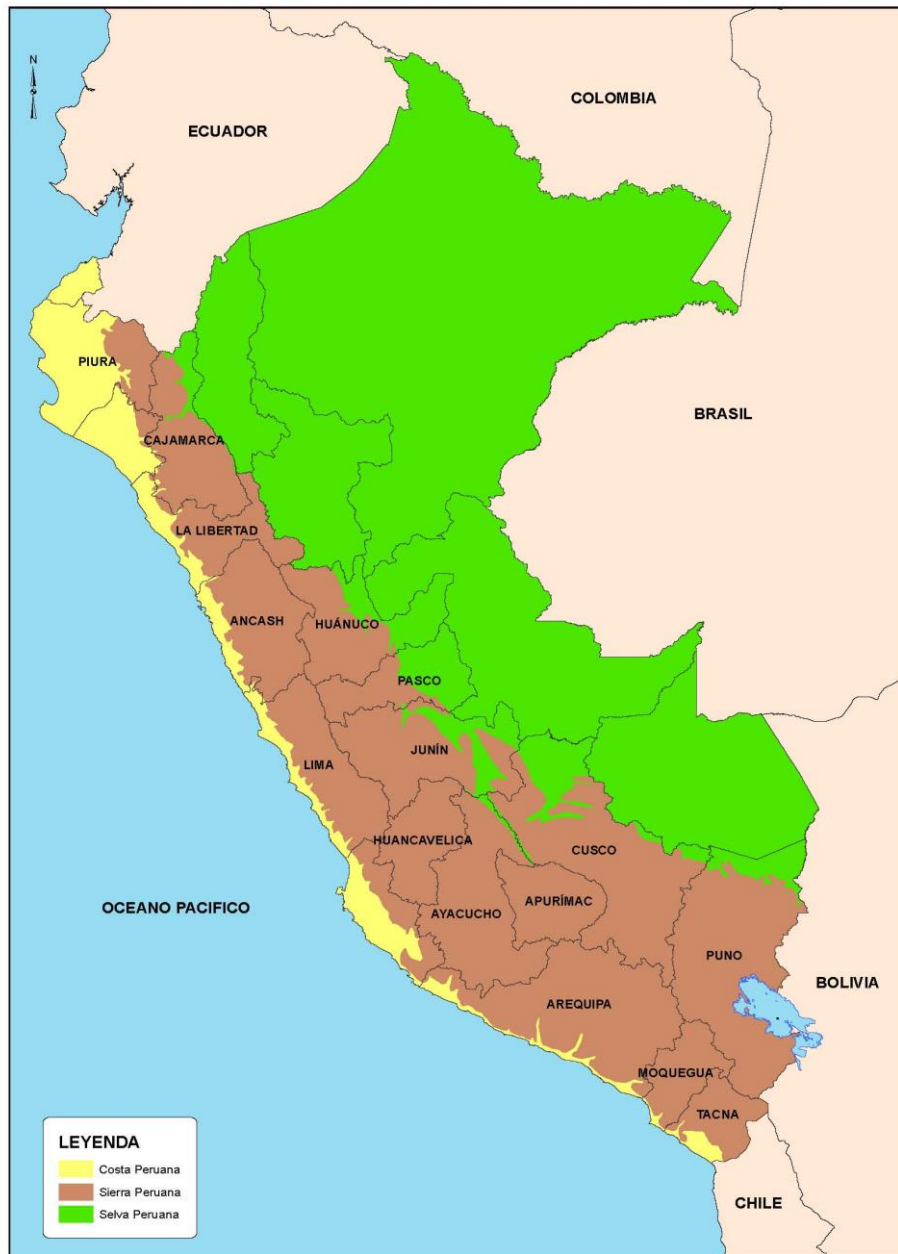 N
COLOMBIA
ECUADOR
PIURA
BRASIL
CAJAMARCA
LA LIBERTAD
ANCASH
HUÁNUCO
PASCO
JUNÍN
LIMA
HUANCAVELICA
CUSCO
OCEANO PACIFICO
AYACUCHO
APURÍMAC
PUNO
BOLIVIA
AREQUIPA
MOQUEGUA
TACNA
LEYENDA
Costa Peruana
Sierra Peruana
Selva Peruana
CHILE